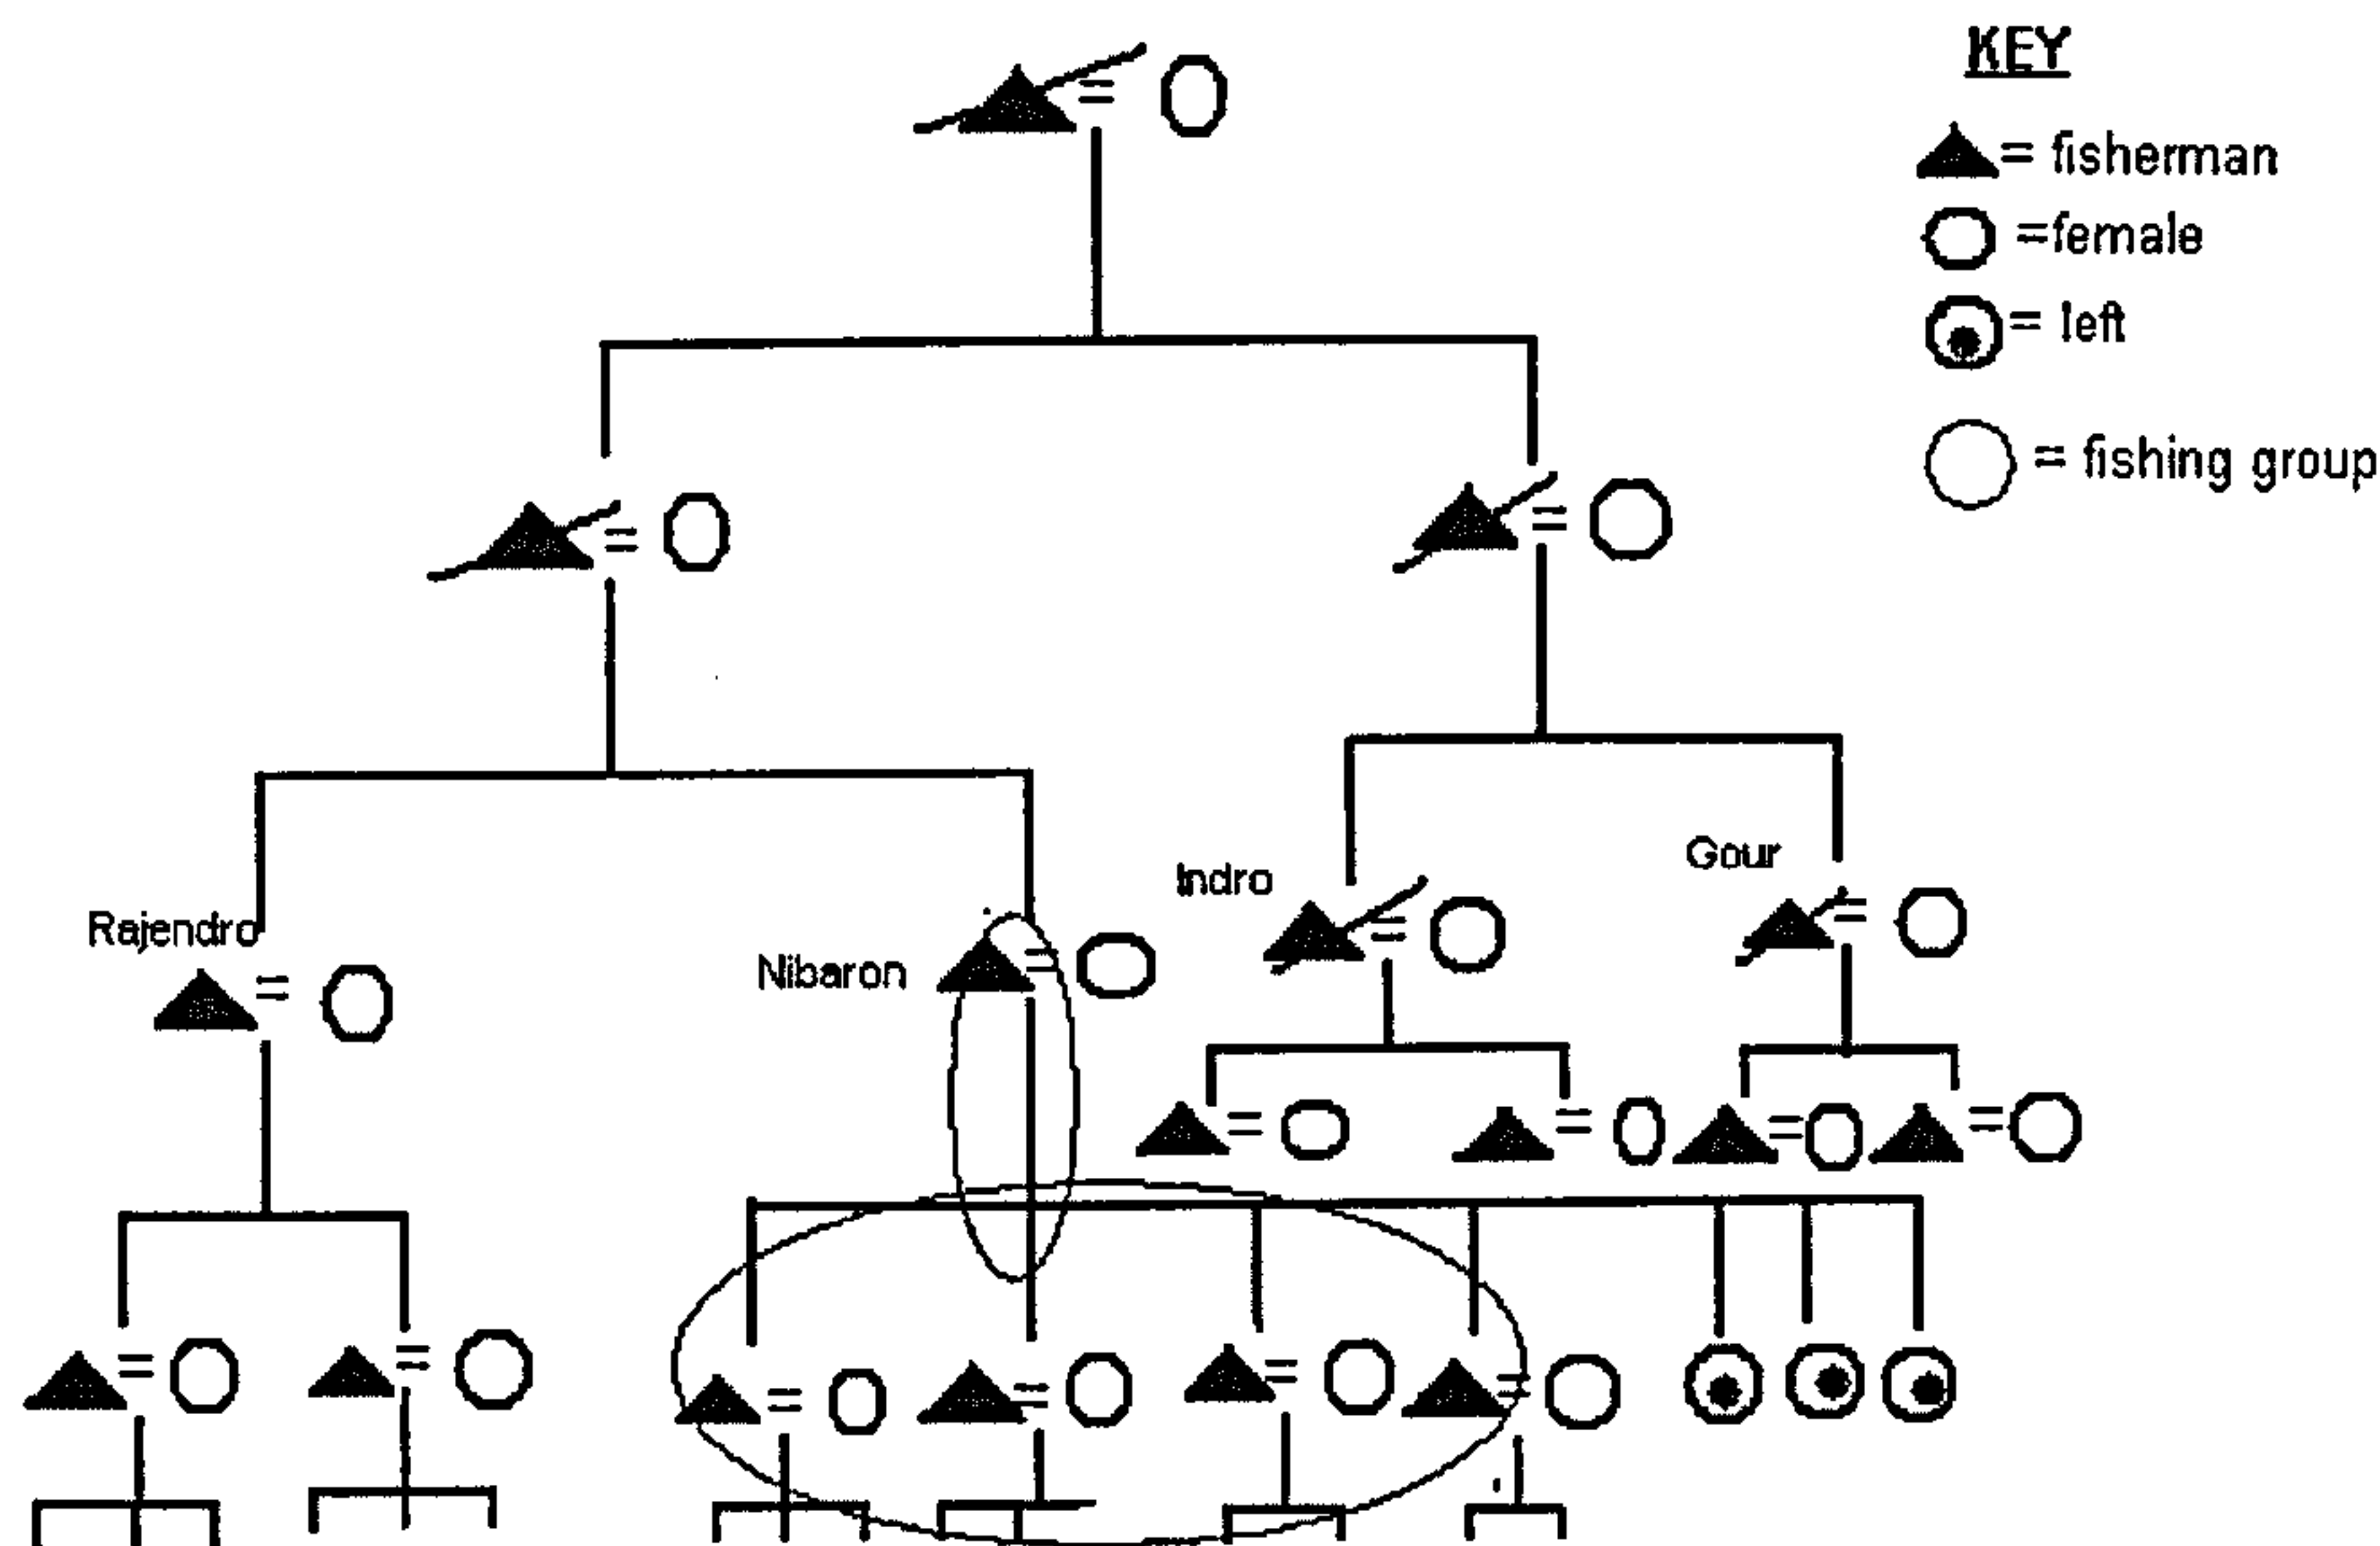 KEY
= fisherman
=female
= left
= fishing group
Indro
Gour
Rajendro
Nibaron